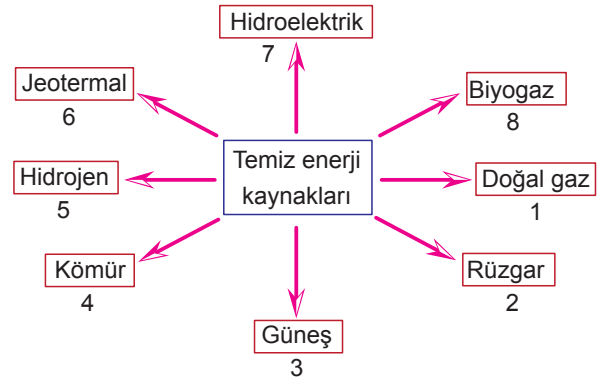 Hidroelektrik
7
Jeotermal
6
Biyogaz
8
Temiz enerji
kaynakları
Hidrojen
5
Doğal gaz
1
Kömür
4
Rüzgar
2
Güneş
3